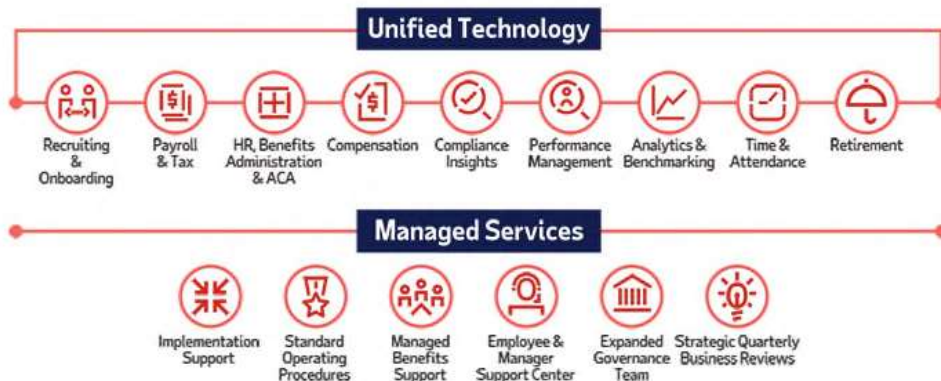 Unified Technology
Recruiting
&
Onboarding
Payroll
& Tax
HR, Benefits
Administration
& ACA
Compensation
Compliance
Insights
Performance
Management
Analytics &
Benchmarking
Time &
Attendance
Retirement
Managed Services
Implementation
Support
Standard
Operating
Procedures
Managed
Benefits
Support
Employee &
Manager
Support Center
Expanded
Governance
Team
Strategic Quarterly
Business Reviews